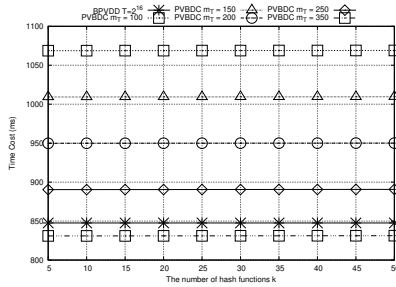 BPVDD T=2^16 PVBDC m_T = 150 PVBDC m_T = 250
PVBDC m_T = 100 PVBDC m_T = 200 PVBDC m_T = 350
1100
1050
1000
950
900
850
800
Time Cost (ms)
5 10 15 20 25 30 35 40 45 50
The number of hash functions k